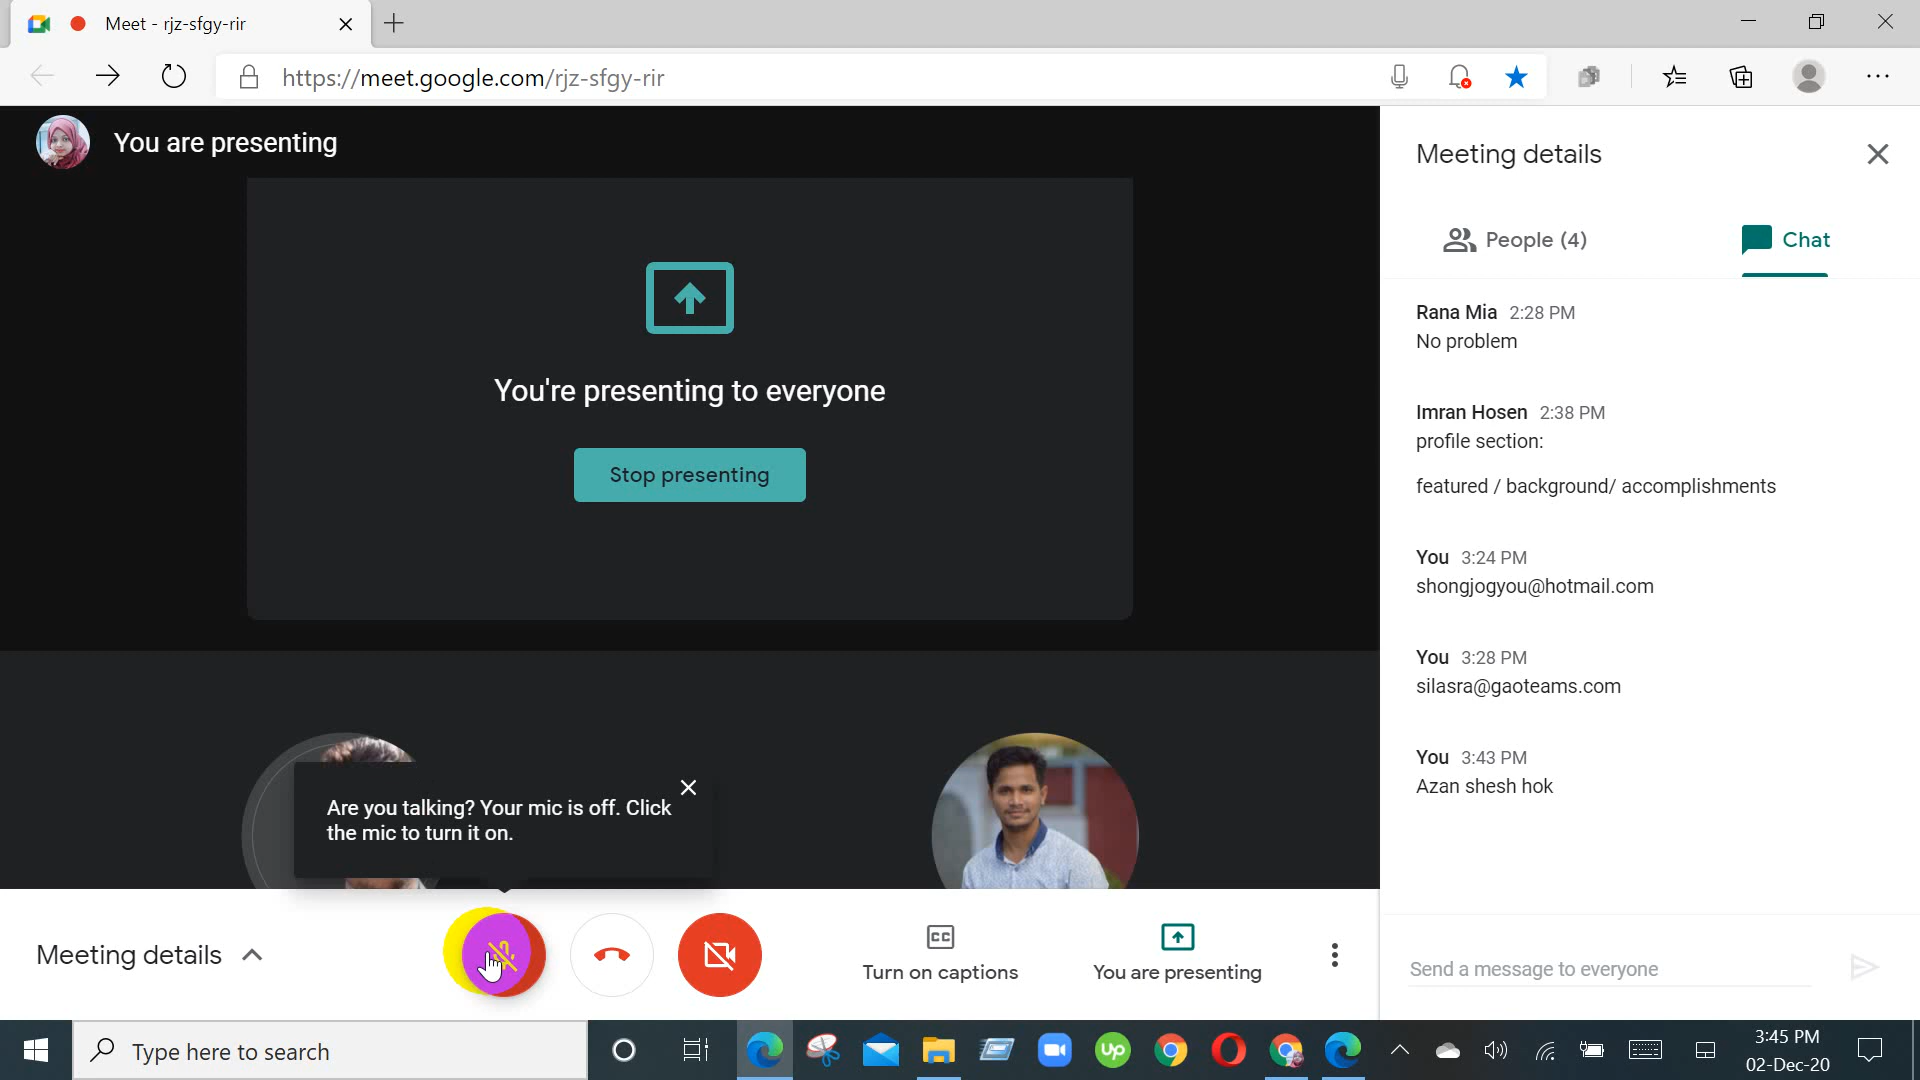 Meet - rjz-sfgy-rir
https://meet.google.com/rjz-sfgy-rir
You are presenting
You're presenting to everyone
Stop presenting
Are you talking? Your mic is off. Click
the mic to turn it on.
Meeting details
Turn on captions
You are presenting
Meeting details
People (4)
Chat
Rana Mia 2:28 PM
No problem
Imran Hosen 2:38 PM
profile section:
featured / background/ accomplishments
You 3:24 PM
shongjogyou@hotmail.com
You 3:28 PM
silasra@gaoteams.com
You 3:43 PM
Azan shesh hok
Send a message to everyone
Type here to search
up
3:45 PM
02-Dec-20